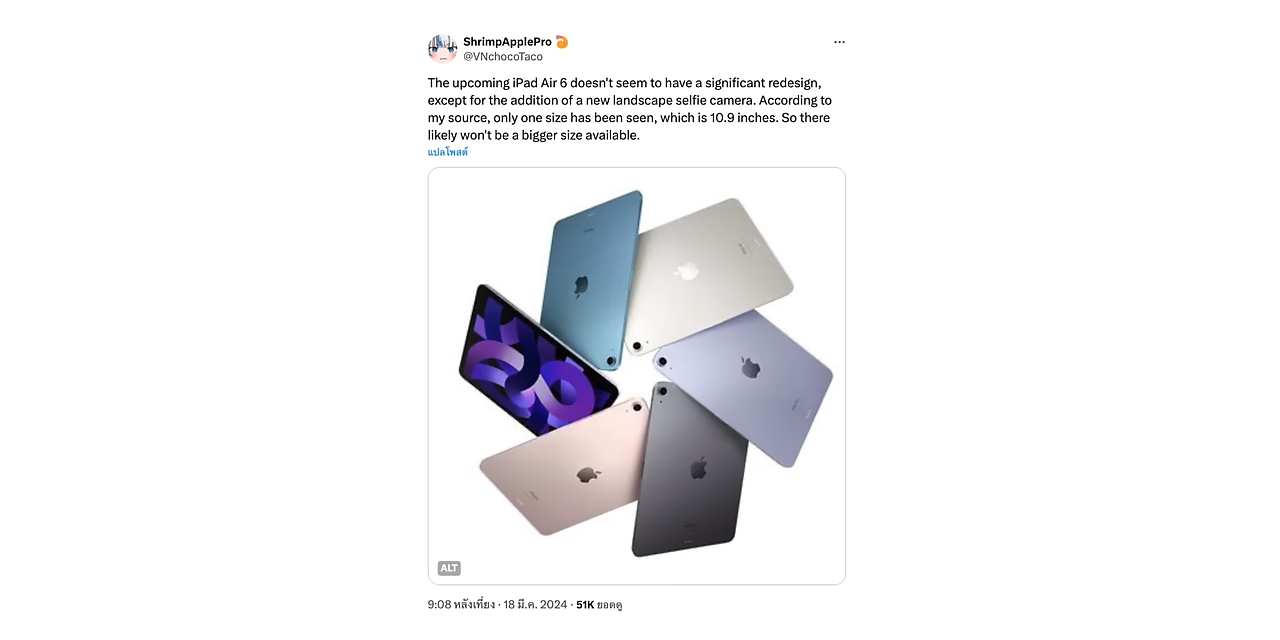 ShrimpApplePro 🍤
@VNchocoTaco
The upcoming iPad Air 6 doesn't seem to have a significant redesign,
except for the addition of a new landscape selfie camera. According to
my source, only one size has been seen, which is 10.9 inches. So there
likely won't be a bigger size available.
แปลโพสต์
ALT
9:08 หลังเที่ยง · 18 มี.ค. 2024 · 51K ยอดดู